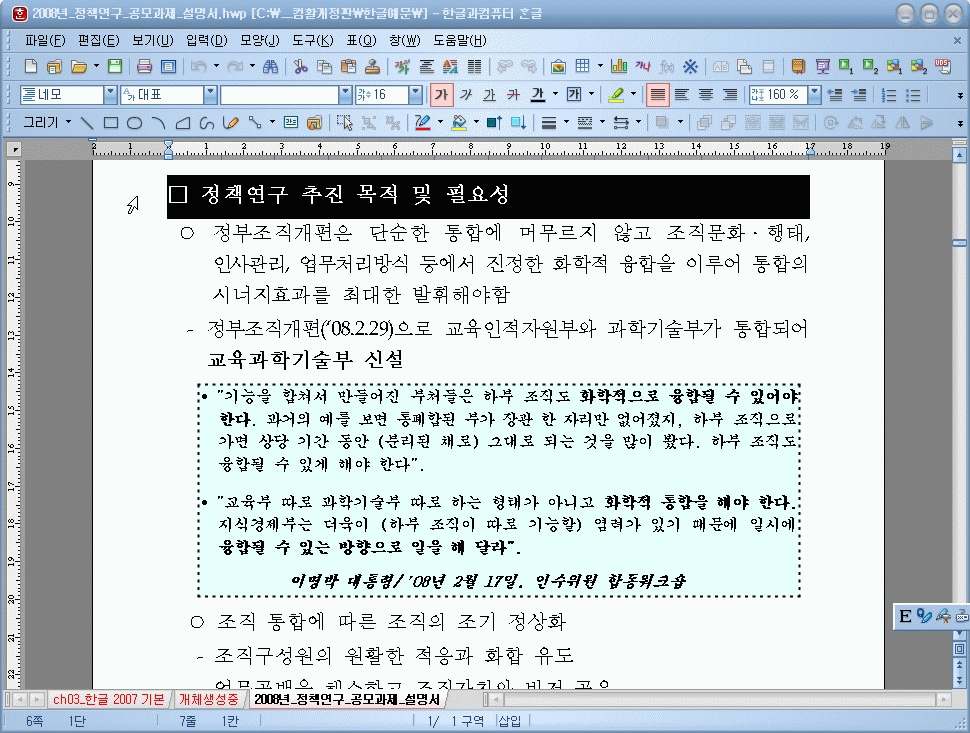 2008년_정책연구_공모과제_설명서.hwp [C:\__컴활개정판\한글예문\] - 한글과컴퓨터 한글
파일(F) 편집(E) 보기(U) 입력(D) 모양(J) 도구(K) 표(Q) 창(W) 도움말(H)
네모 대표 16 가 가 가 가 가 가 160 %
그리기
2 1 1 2 3 4 5 6 7 8 9 10 11 12 13 14 15 16 17 18 19
□ 정책연구 추진 목적 및 필요성
○ 정부조직개편은 단순한 통합에 머무르지 않고 조직문화·행태,
인사관리, 업무처리방식 등에서 진정한 화학적 융합을 이루어 통합의
시너지효과를 최대한 발휘해야함
- 정부조직개편('08.2.29)으로 교육인적자원부와 과학기술부가 통합되어
교육과학기술부 신설
• "기능을 합쳐서 만들어진 부처들은 하부 조직도 화학적으로 융합될 수 있어야
한다. 과거의 예를 보면 통폐합된 부가 장관 한 자리만 없어졌지, 하부 조직으로
가면 상당 기간 동안 (분리된 채로) 그대로 되는 것을 많이 봤다. 하부 조직도
융합될 수 있게 해야 한다".
• "교육부 따로 과학기술부 따로 하는 형태가 아니고 화학적 통합을 해야 한다.
지식경제부는 더욱이 (하부 조직이 따로 기능할) 염려가 있기 때문에 일시에
융합될 수 있는 방향으로 일을 해 달라".
이명박 대통령/ '08년 2월 17일. 인수위원 합동워크숍
○ 조직 통합에 따른 조직의 조기 정상화
- 조직구성원의 원활한 적응과 화합 유도
ch03_한글 2007 기본 개체생성중 2008년_정책연구_공모과제_설명서
6쪽 1단 7줄 1칸 1/ 1 구역 삽입